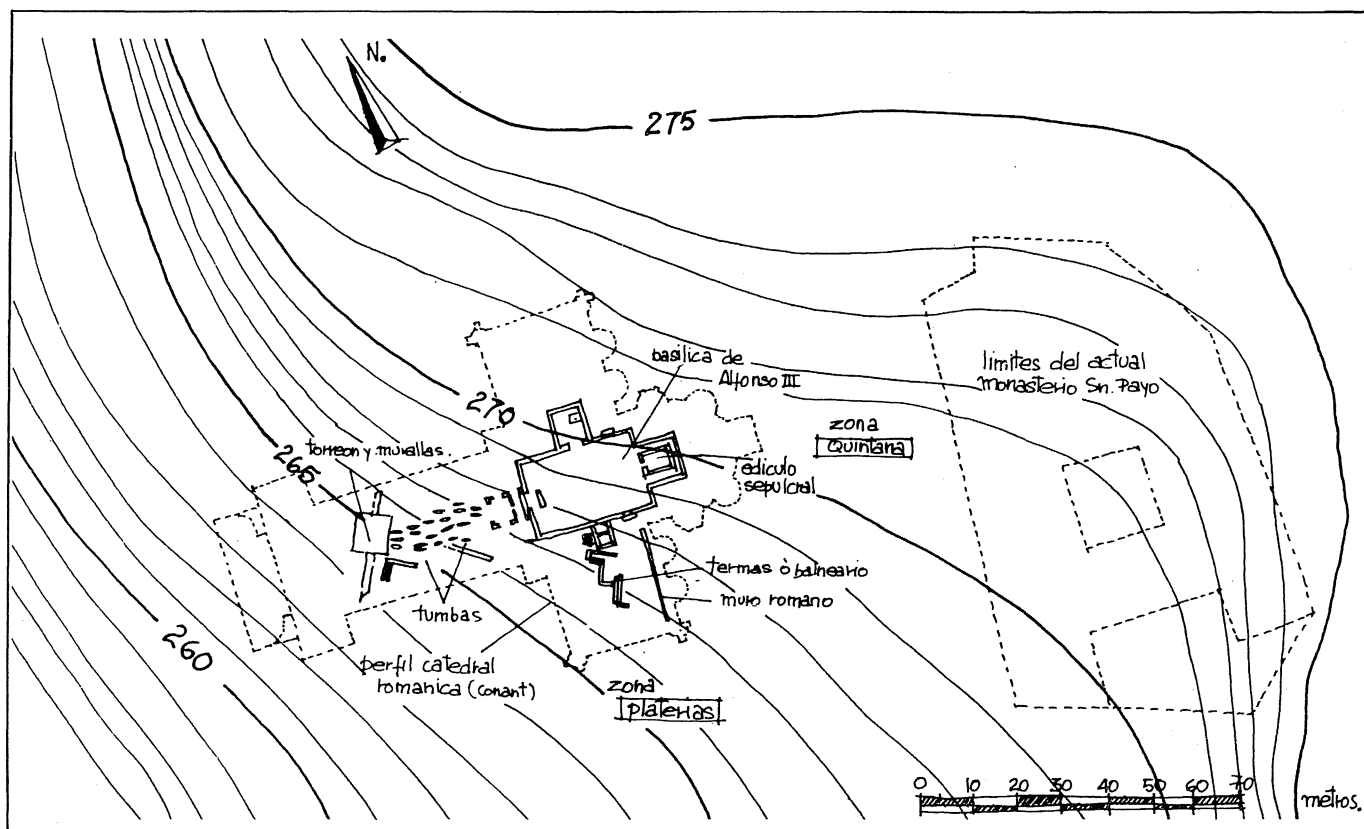 N.
275
basilica de
Alfonso III
limites del actual
monasterio Sn. Payo
270
zona
Quintana
torreon y murallas
265
edículo
sepulcral
termas ò balneario
muro romano
tumbas
260
perfil catedral
romanica (conant)
zona
platerias
0 10 20 30 40 50 60 70
metros.